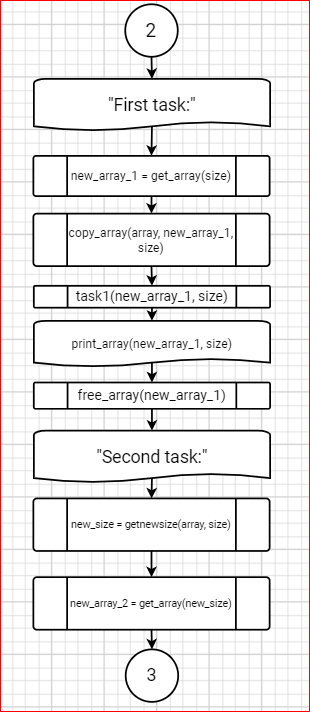 2
"First task:"
new_array_1 = get_array(size)
copy_array(array, new_array_1,
size)
task1(new_array_1, size)
print_array(new_array_1, size)
free_array(new_array_1)
"Second task:"
new_size = getnewsize(array, size)
new_array_2 = get_array(new_size)
3